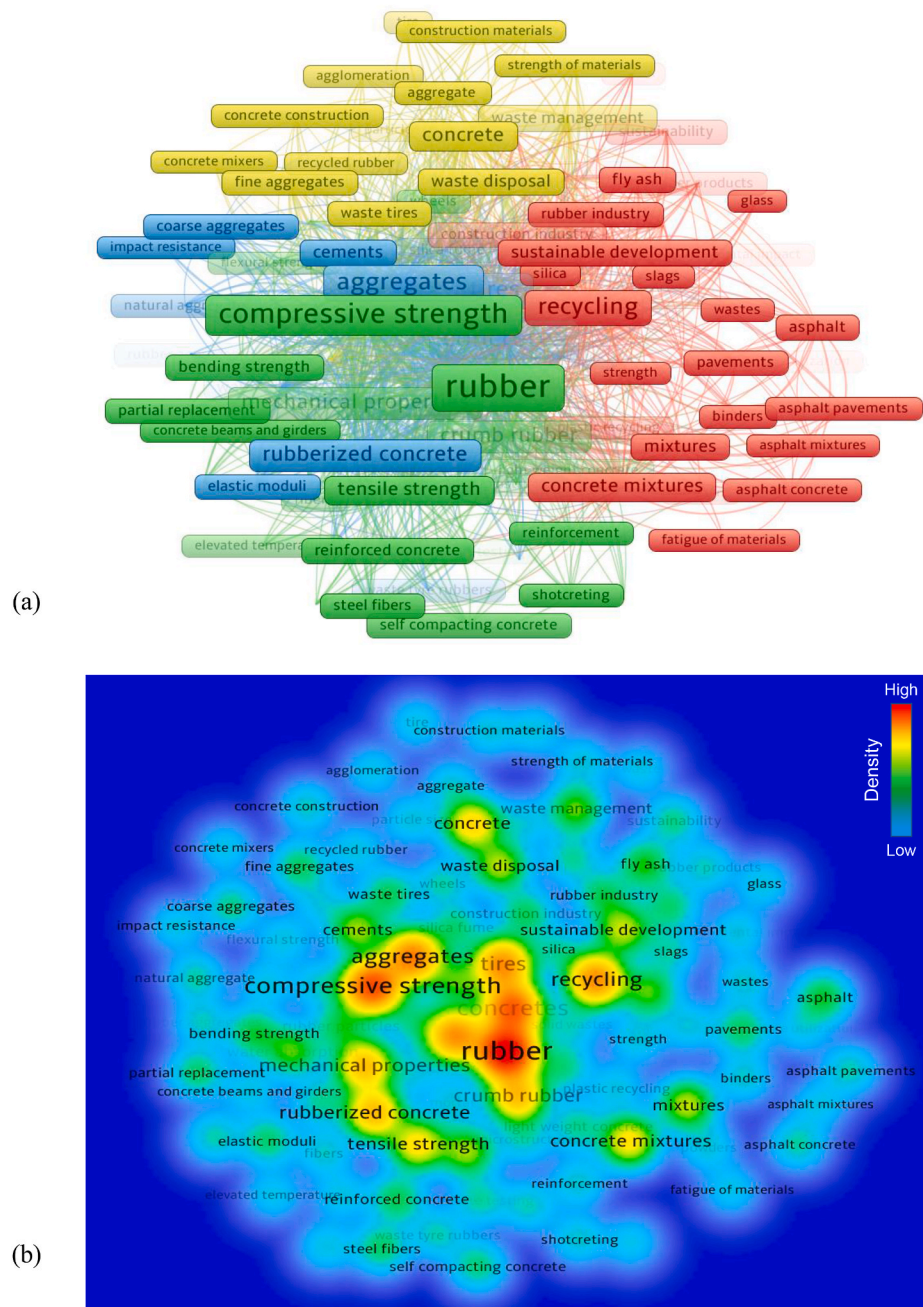 tire
construction materials
strength of materials
agglomeration
aggregate
concrete construction
waste management
concrete
sustainability
concrete mixers
recycled rubber
fine aggregates
waste disposal
fly ash
products
wheels
glass
waste tires
rubber industry
coarse aggregates
construction industry
impact resistance
cements
sustainable development
flexural
aggregates
silica
slags
natural
compressive strength
recycling
wastes
asphalt
bending strength
pavements
strength
rubber
mechanical
partial replacement
crumb rubber
binders
asphalt pavements
concrete beams and girders
rubberized concrete
mixtures
asphalt mixtures
elastic moduli
tensile strength
concrete mixtures
asphalt concrete
reinforcement
fatigue of materials
elevated
reinforced concrete
(a)
steel fibers
shotcreting
self compacting concrete
High
Density
Low
tire
construction materials
strength of materials
agglomeration
aggregate
concrete construction
waste management
concrete
sustainability
concrete mixers
recycled rubber
fine aggregates
waste disposal
fly ash
rubber products
wheels
glass
waste tires
rubber industry
coarse aggregates
construction industry
impact resistance
cements
silica fume
sustainable development
flexural strength
silica
slags
aggregates
tires
natural aggregate
compressive strength
recycling
wastes
asphalt
concretes
bending strength
strength
pavements
rubber
partial replacement
mechanical properties
binders
asphalt pavements
concrete beams and girders
crumb rubber
plastic recycling
rubberized concrete
mixtures
asphalt mixtures
light weight concrete
elastic moduli
tensile strength
concrete mixtures
asphalt concrete
fibers
reinforcement
fatigue of materials
elevated temperature
reinforced concrete
waste tyre rubbers
(b)
steel fibers
shotcreting
self compacting concrete